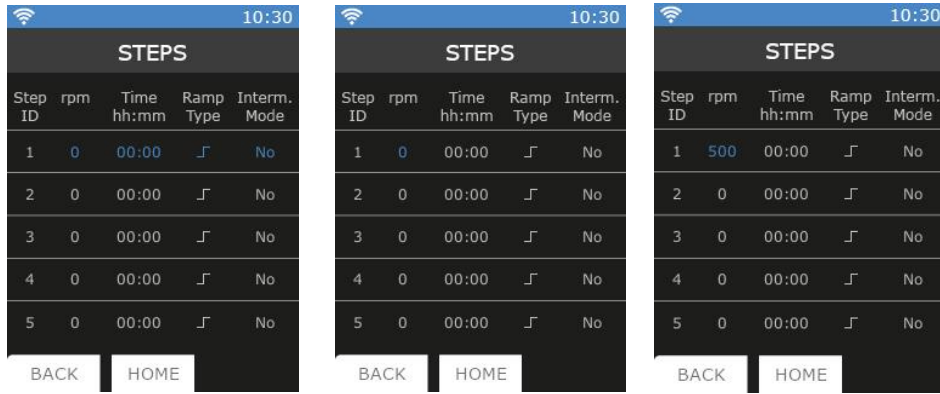 10:30
STEPS
Step ID rpm Time hh:mm Ramp Type Interm. Mode
1 0 00:00 No
2 0 00:00 No
3 0 00:00 No
4 0 00:00 No
5 0 00:00 No
BACK HOME
10:30
STEPS
Step ID rpm Time hh:mm Ramp Type Interm. Mode
1 0 00:00 No
2 0 00:00 No
3 0 00:00 No
4 0 00:00 No
5 0 00:00 No
BACK HOME
10:30
STEPS
Step ID rpm Time hh:mm Ramp Type Interm. Mode
1 500 00:00 No
2 0 00:00 No
3 0 00:00 No
4 0 00:00 No
5 0 00:00 No
BACK HOME